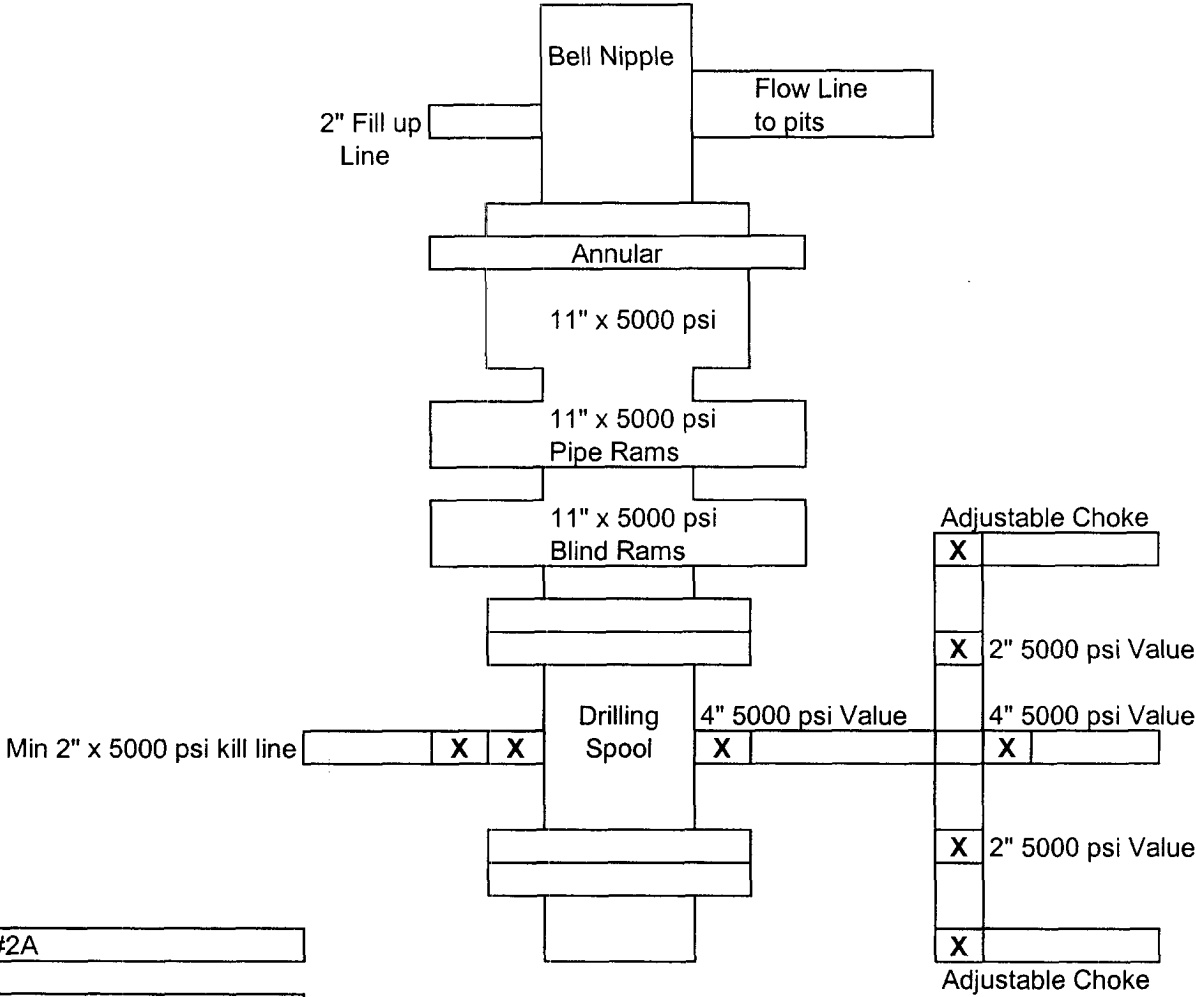 Bell Nipple
Flow Line
to pits
2" Fill up
Line
Annular
11" x 5000 psi
11" x 5000 psi
Pipe Rams
11" x 5000 psi
Blind Rams
Adjustable Choke
X
X 2" 5000 psi Value
Drilling
Spool
4" 5000 psi Value
4" 5000 psi Value
Min 2" x 5000 psi kill line X X X X
X 2" 5000 psi Value
#2A
X
Adjustable Choke